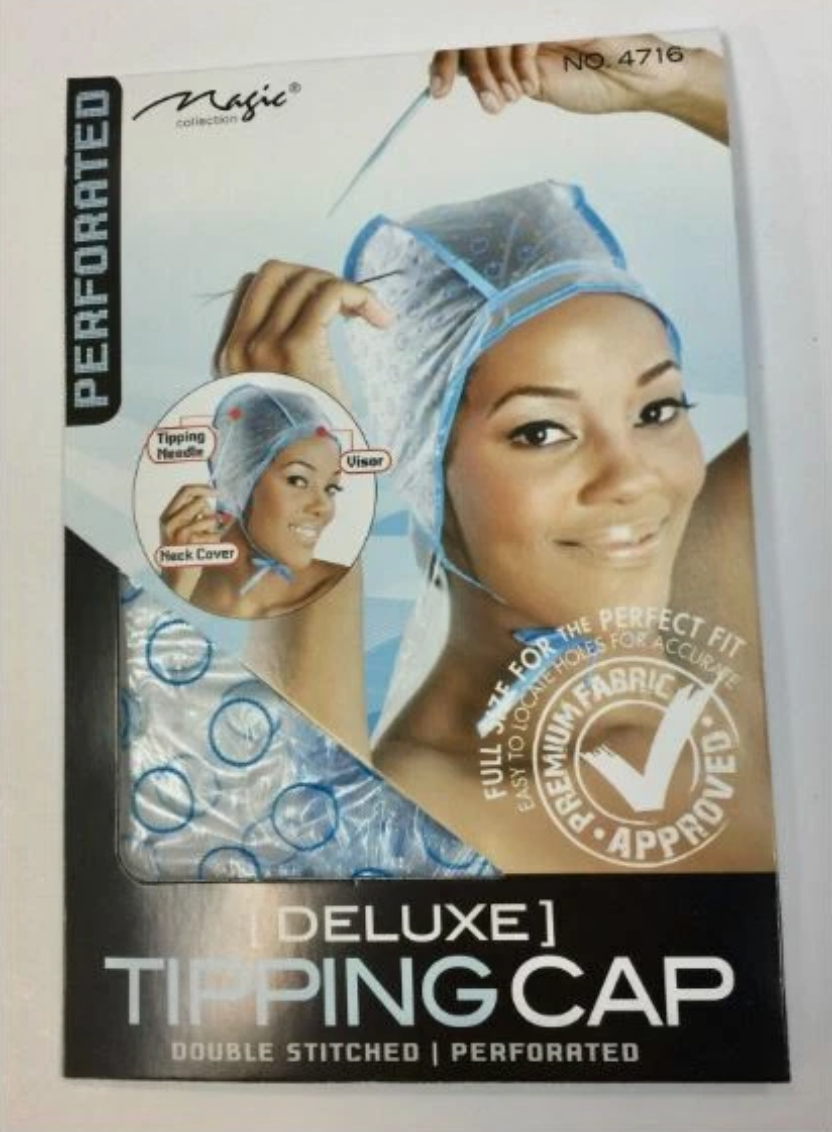 PERFORATED
Magic®
collection
NO. 4716
Tipping
Needle
Visor
Neck Cover
FULL SIZE FOR THE PERFECT FIT
EASY TO LOCATE HOLES FOR ACCURATE
PREMIUM FABRIC
• APPROVED •
[DELUXE]
TIPPING CAP
DOUBLE STITCHED | PERFORATED